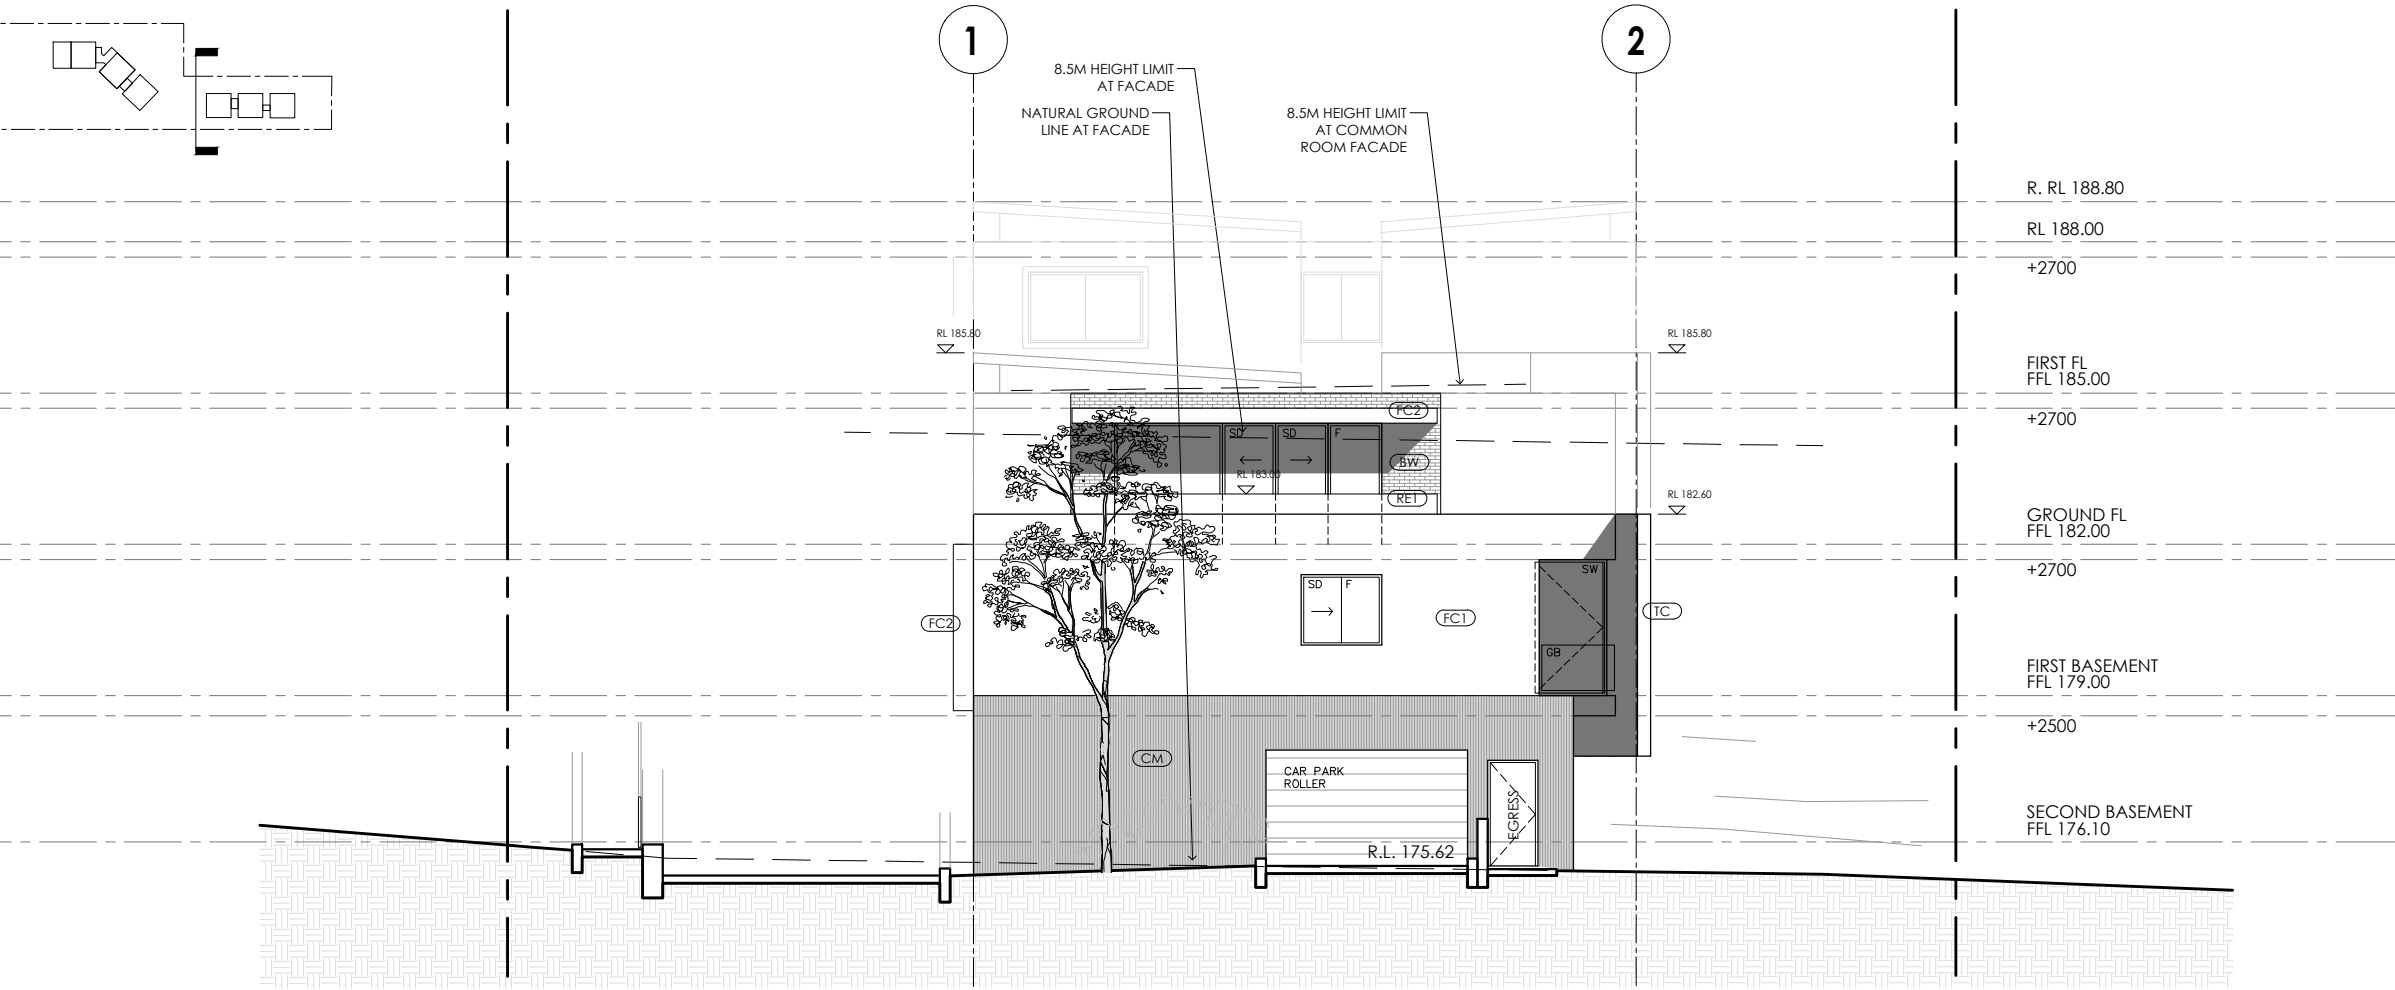 1
2
8.5M HEIGHT LIMIT
AT FACADE
NATURAL GROUND
LINE AT FACADE
8.5M HEIGHT LIMIT
AT COMMON
ROOM FACADE
R. RL 188.80
RL 188.00
+2700
RL 185.80
RL 185.80
FIRST FL
FFL 185.00
+2700
FC2
SD
SD
F
BW
RL 183.00
RE1
RL 182.60
GROUND FL
FFL 182.00
+2700
SW
SD
F
FC2
FC1
TC
GB
FIRST BASEMENT
FFL 179.00
+2500
CM
CAR PARK
ROLLER
EGRESS
SECOND BASEMENT
FFL 176.10
R.L. 175.62